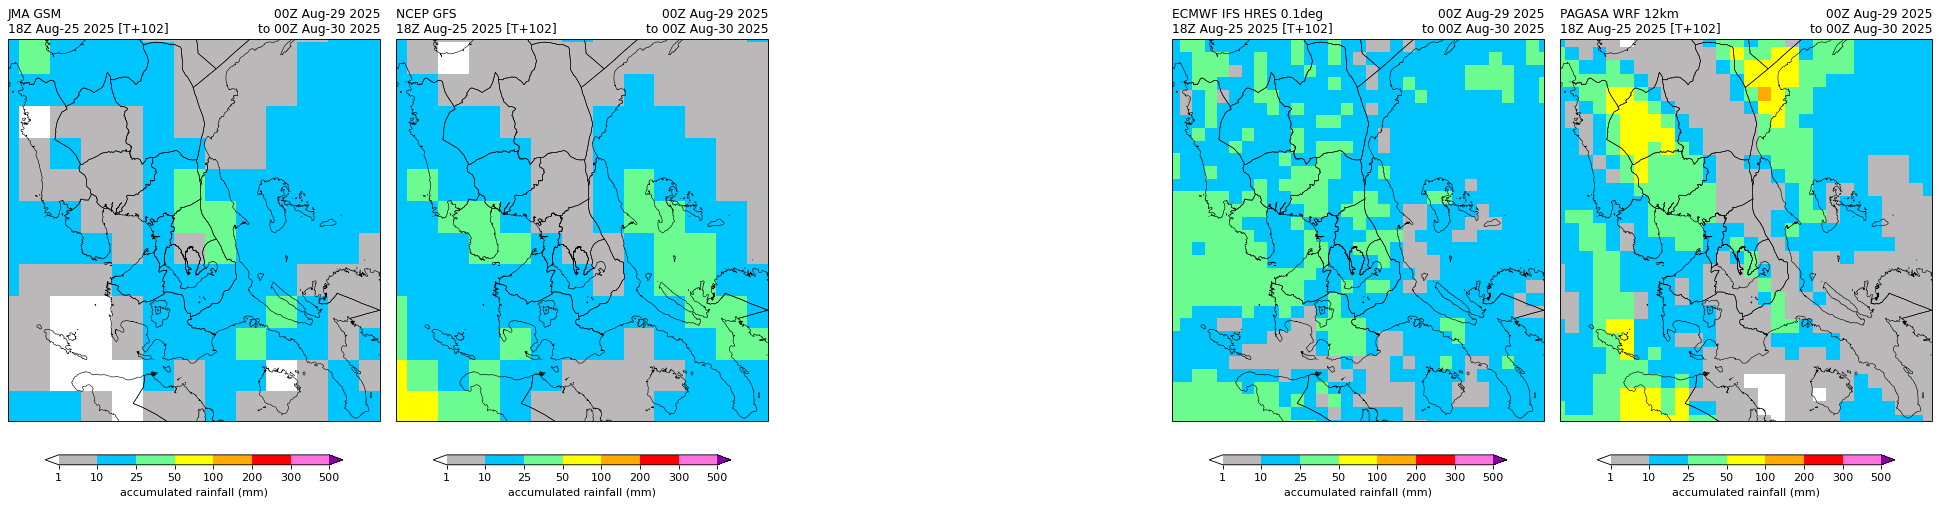 JMA GSM 00Z Aug-29 2025
18Z Aug-25 2025 [T+102] to 00Z Aug-30 2025
1 10 25 50 100 200 300 500
accumulated rainfall (mm)
NCEP GFS 00Z Aug-29 2025
18Z Aug-25 2025 [T+102] to 00Z Aug-30 2025
1 10 25 50 100 200 300 500
accumulated rainfall (mm)
ECMWF IFS HRES 0.1deg 00Z Aug-29 2025
18Z Aug-25 2025 [T+102] to 00Z Aug-30 2025
1 10 25 50 100 200 300 500
accumulated rainfall (mm)
PAGASA WRF 12km 00Z Aug-29 2025
18Z Aug-25 2025 [T+102] to 00Z Aug-30 2025
1 10 25 50 100 200 300 500
accumulated rainfall (mm)